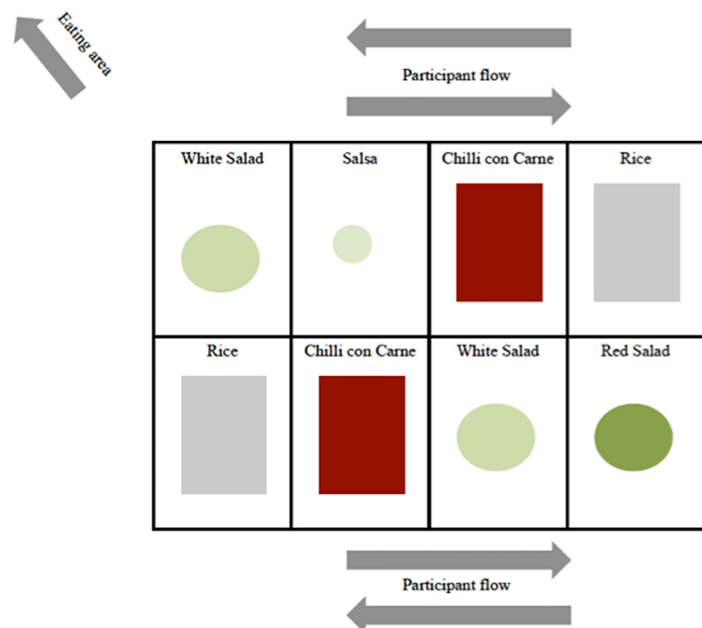 Eating area
Participant flow
White Salad
Salsa
Chilli con Carne
Rice
Rice
Chilli con Carne
White Salad
Red Salad
Participant flow